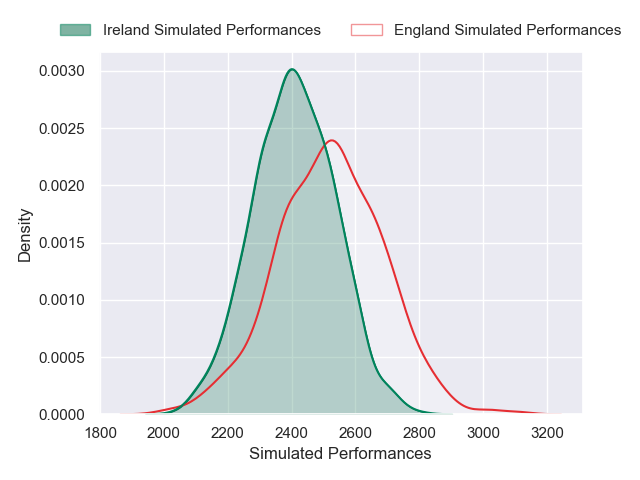 Ireland Simulated Performances England Simulated Performances
0.0030
0.0025
0.0020
0.0015
0.0010
0.0005
0.0000
Density
1800 2000 2200 2400 2600 2800 3000 3200
Simulated Performances